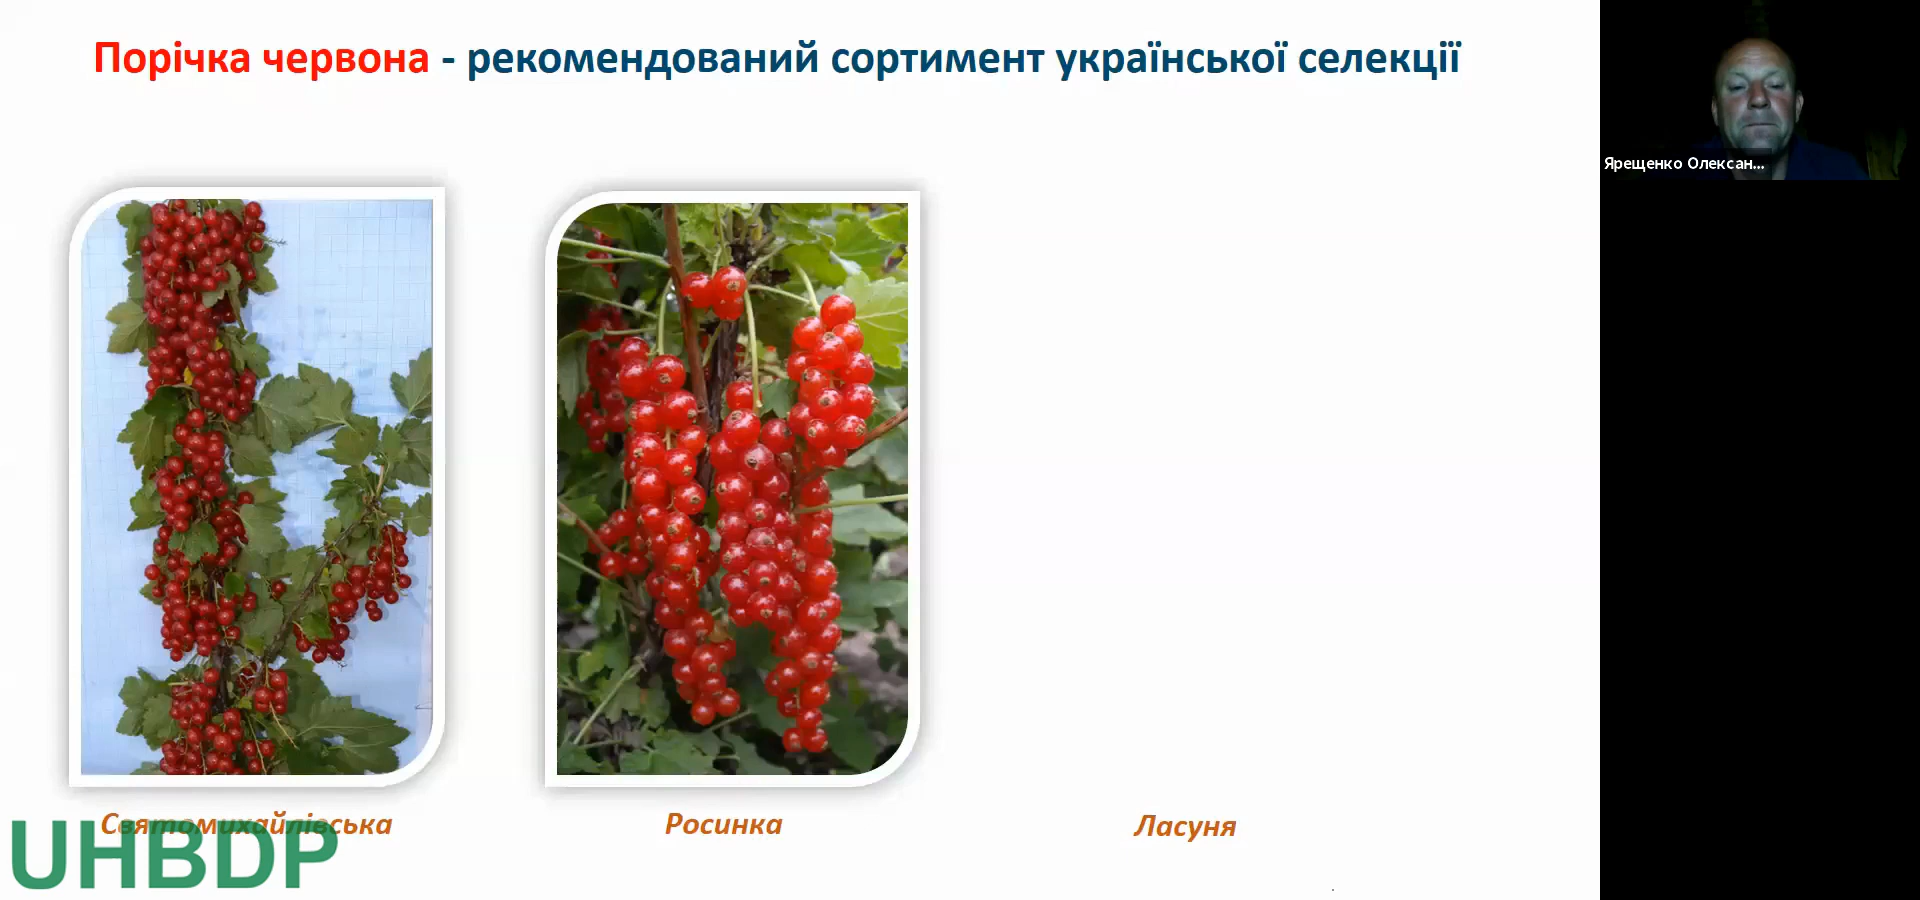 Порічка червона - рекомендований сортимент української селекції
Ярещенко Олексан...
Святомихайлівська
Росинка
Ласуня
UHBDP